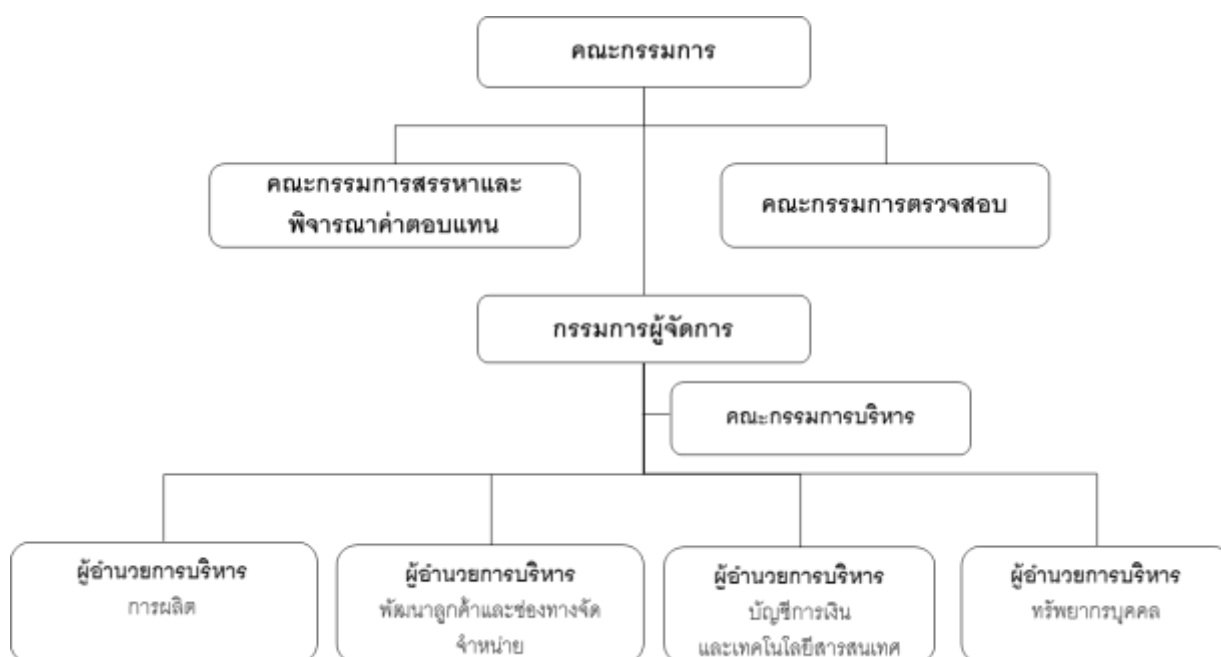 คณะกรรมการ
คณะกรรมการสรรหาและ
พิจารณาค่าตอบแทน
คณะกรรมการตรวจสอบ
กรรมการผู้จัดการ
คณะกรรมการบริหาร
ผู้อำนวยการบริหาร
การผลิต
ผู้อำนวยการบริหาร
พัฒนาลูกค้าและช่องทางจัด
จำหน่าย
ผู้อำนวยการบริหาร
บัญชีการเงิน
และเทคโนโลยีสารสนเทศ
ผู้อำนวยการบริหาร
ทรัพยากรบุคคล